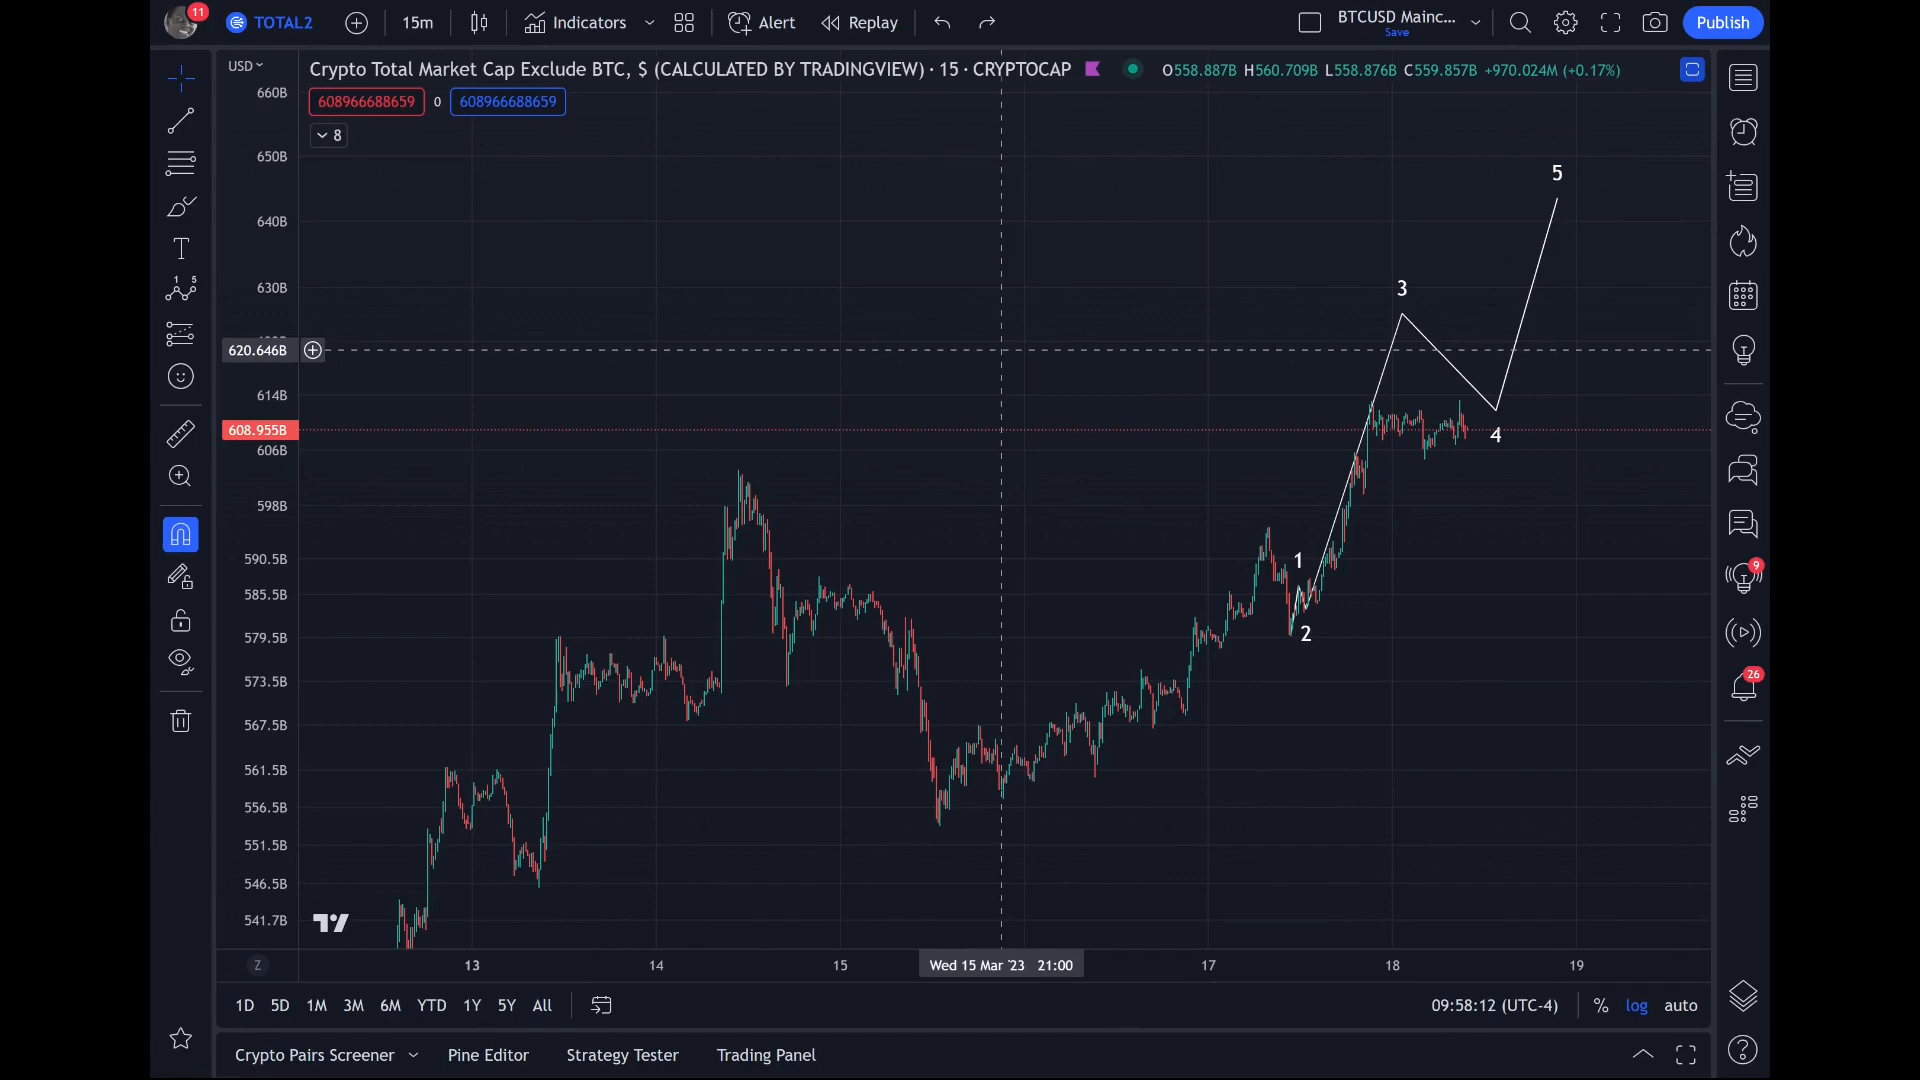 11
TOTAL2
15m
Indicators
Alert
Replay
BTCUSD Mainc...
Save
Publish
USD
Crypto Total Market Cap Exclude BTC, $ (CALCULATED BY TRADINGVIEW) · 15 · CRYPTOCAP
O558.887B H560.709B L558.876B C559.857B +970.024M (+0.17%)
608966688659 0 608966688659
8
660B
650B
640B
630B
620.646B
614B
608.955B
606B
598B
590.5B
585.5B
579.5B
573.5B
567.5B
561.5B
556.5B
551.5B
546.5B
541.7B
1
2
3
4
5
1 5
9
26
Z
13 14 15 Wed 15 Mar '23 21:00 17 18 19
1D 5D 1M 3M 6M YTD 1Y 5Y All
09:58:12 (UTC-4) % log auto
Crypto Pairs Screener Pine Editor Strategy Tester Trading Panel